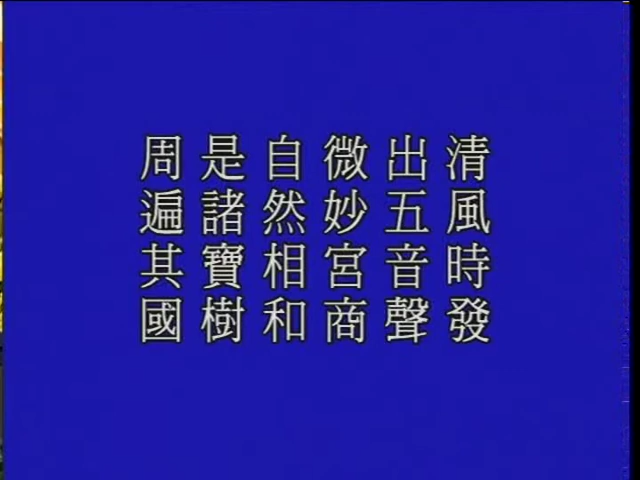 清風時發
出五音聲
微妙宮商
自然相和
是諸寶樹
周遍其國